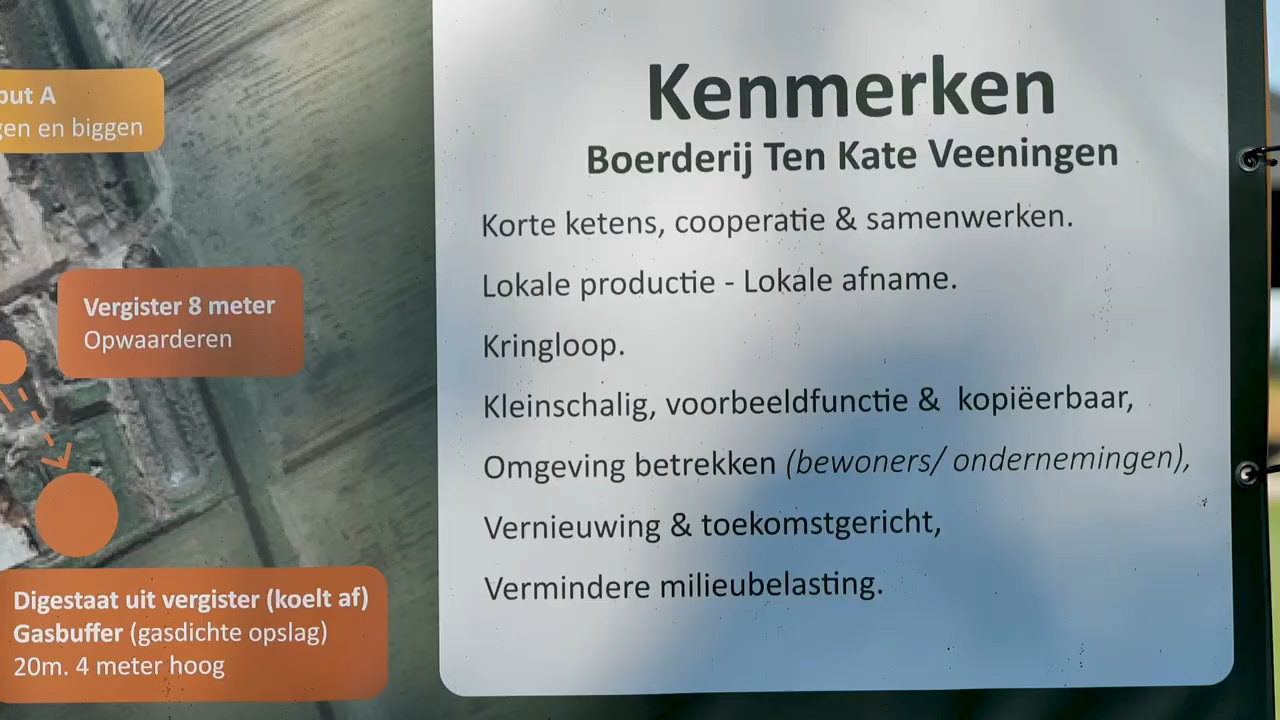 A
en biggen
Vergister 8 meter
Opwaarderen
Digestaat uit vergister (koelt af)
Gasbuffer (gasdichte opslag)
20m. 4 meter hoog
Kenmerken
Boerderij Ten Kate Veeningen
Korte ketens, cooperatie & samenwerken.
Lokale productie - Lokale afname.
Kringloop.
Kleinschalig, voorbeeldfunctie & kopiëerbaar,
Omgeving betrekken (bewoners/ ondernemingen),
Vernieuwing & toekomstgericht,
Vermindere milieubelasting.